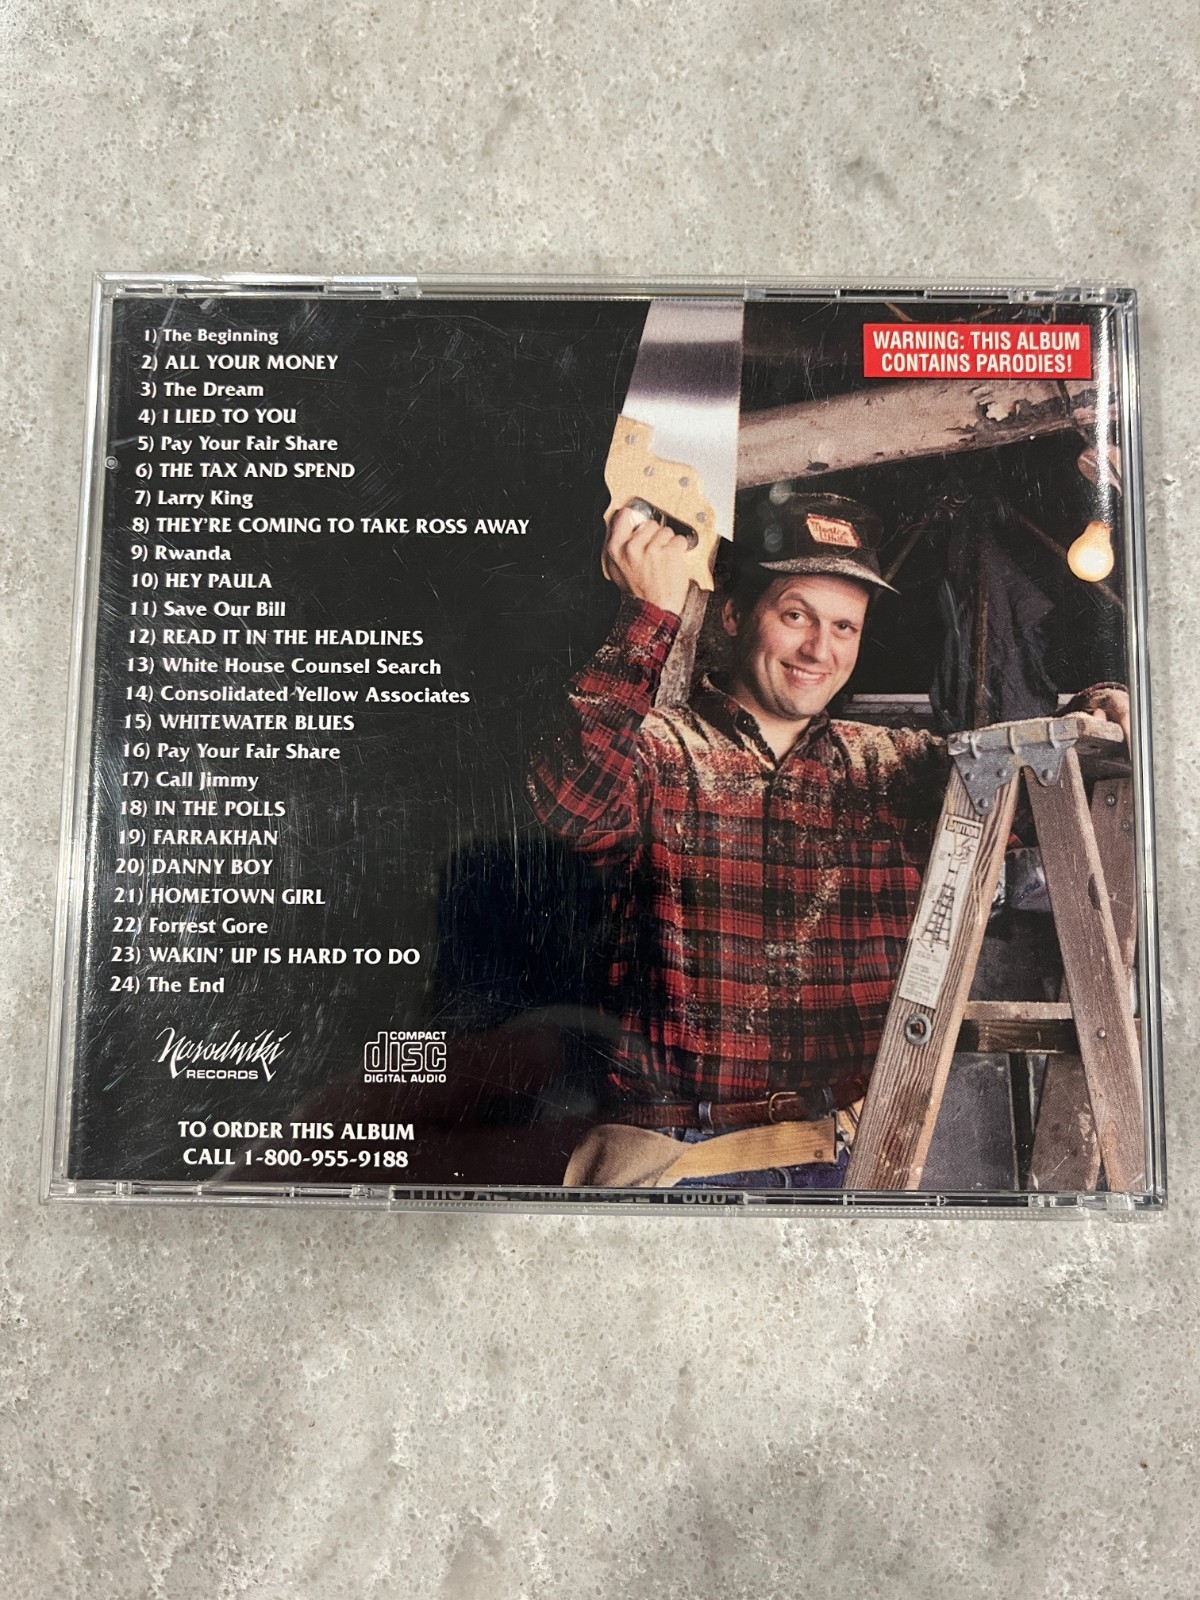 1) The Beginning
2) ALL YOUR MONEY
3) The Dream
4) I LIED TO YOU
5) Pay Your Fair Share
6) THE TAX AND SPEND
7) Larry King
8) THEY'RE COMING TO TAKE ROSS AWAY
9) Rwanda
10) HEY PAULA
11) Save Our Bill
12) READ IT IN THE HEADLINES
13) White House Counsel Search
14) Consolidated Yellow Associates
15) WHITEWATER BLUES
16) Pay Your Fair Share
17) Call Jimmy
18) IN THE POLLS
19) FARRAKHAN
20) DANNY BOY
21) HOMETOWN GIRL
22) Forrest Gore
23) WAKIN' UP IS HARD TO DO
24) The End
Narodniki
RECORDS
COMPACT
disc
DIGITAL AUDIO
TO ORDER THIS ALBUM
CALL 1-800-955-9188
WARNING: THIS ALBUM
CONTAINS PARODIES!
CAUTION